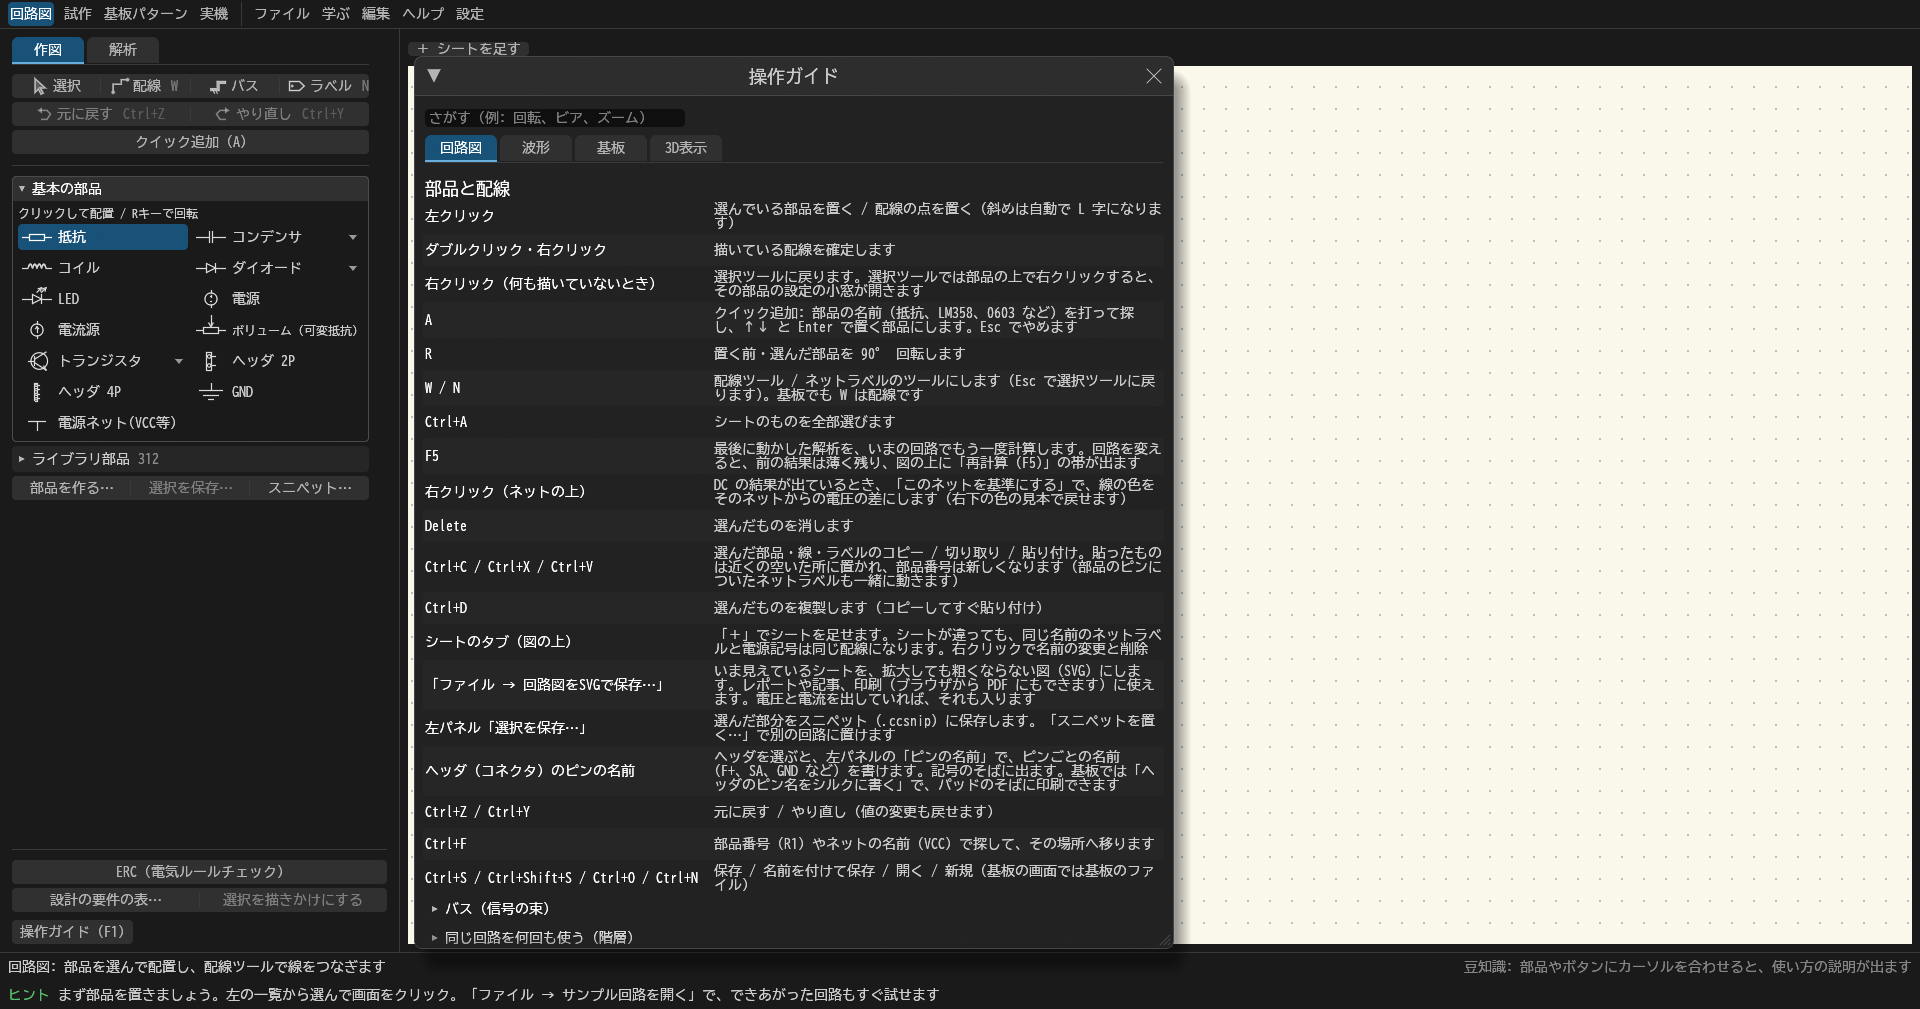 回路図 試作 基板パターン 実機 ファイル 学ぶ 編集 ヘルプ 設定
作図 解析
選択 配線 W バス ラベル N
元に戻す Ctrl+Z やり直し Ctrl+Y
クイック追加 (A)
▼ 基本の部品
クリックして配置 / Rキーで回転
抵抗 コンデンサ
コイル ダイオード
LED 電源
電流源 ボリューム (可変抵抗)
トランジスタ ヘッダ 2P
ヘッダ 4P GND
電源ネット(VCC等)
ライブラリ部品 312
部品を作る… 選択を保存… スニペット…
ERC (電気ルールチェック)
設計の要件の表… 選択を描きかけにする
操作ガイド (F1)
+ シートを足す
▼ 操作ガイド
さがす (例: 回転、ビア、ズーム)
回路図 波形 基板 3D表示
部品と配線
左クリック
選んでいる部品を置く / 配線の点を置く (斜めは自動で L 字になりま
す)
ダブルクリック・右クリック
描いている配線を確定します
右クリック (何も描いていないとき)
選択ツールに戻ります。選択ツールでは部品の上で右クリックすると、
その部品の設定の小窓が開きます
A
クイック追加: 部品の名前 (抵抗、LM358、0603 など) を打って探
し、↑↓ と Enter で置く部品にします。Esc でやめます
R
置く前・選んだ部品を 90° 回転します
W / N
配線ツール / ネットラベルのツールにします (Esc で選択ツールに戻
ります)。基板でも W は配線です
Ctrl+A
シートのものを全部選びます
F5
最後に動かした解析を、いまの回路でもう一度計算します。回路を変え
ると、前の結果は薄く残り、図の上に「再計算 (F5)」の帯が出ます
右クリック (ネットの上)
DC の結果が出ているとき、「このネットを基準にする」で、線の色を
そのネットからの電圧の差にします (右下の色の見本で戻せます)
Delete
選んだものを消します
Ctrl+C / Ctrl+X / Ctrl+V
選んだ部品・線・ラベルのコピー / 切り取り / 貼り付け。貼ったもの
は近くの空いた所に置かれ、部品番号は新しくなります (部品のピンに
ついたネットラベルも一緒に動きます)
Ctrl+D
選んだものを複製します (コピーしてすぐ貼り付け)
シートのタブ (図の上)
「＋」でシートを足せます。シートが違っても、同じ名前のネットラベ
ルと電源記号は同じ配線になります。右クリックで名前の変更と削除
「ファイル → 回路図をSVGで保存…」
いま見えているシートを、拡大しても粗くならない図 (SVG) にしま
す。レポートや記事、印刷 (ブラウザから PDF にもできます) に使え
ます。電圧と電流を出していれば、それも入ります
左パネル「選択を保存…」
選んだ部分をスニペット (.ccsnip) に保存します。「スニペットを置
く…」で別の回路に置けます
ヘッダ (コネクタ) のピンの名前
ヘッダを選ぶと、左パネルの「ピンの名前」で、ピンごとの名前
(F+、SA、GND など) を書けます。記号のそばに出ます。基板では「ヘ
ッダのピン名をシルクに書く」で、パッドのそばに印刷できます
Ctrl+Z / Ctrl+Y
元に戻す / やり直し (値の変更も戻せます)
Ctrl+F
部品番号 (R1) やネットの名前 (VCC) で探して、その場所へ移ります
Ctrl+S / Ctrl+Shift+S / Ctrl+O / Ctrl+N
保存 / 名前を付けて保存 / 開く / 新規 (基板の画面では基板のファ
イル)
バス (信号の束)
同じ回路を何回も使う (階層)
回路図: 部品を選んで配置し、配線ツールで線をつなぎます
豆知識: 部品やボタンにカーソルを合わせると、使い方の説明が出ます
ヒント まず部品を置きましょう。左の一覧から選んで画面をクリック。「ファイル → サンプル回路を開く」で、できあがった回路もすぐ試せます